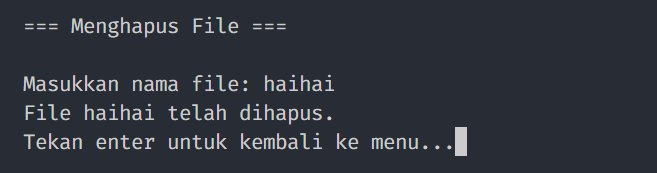 === Menghapus File ===
Masukkan nama file: haihai
File haihai telah dihapus.
Tekan enter untuk kembali ke menu...